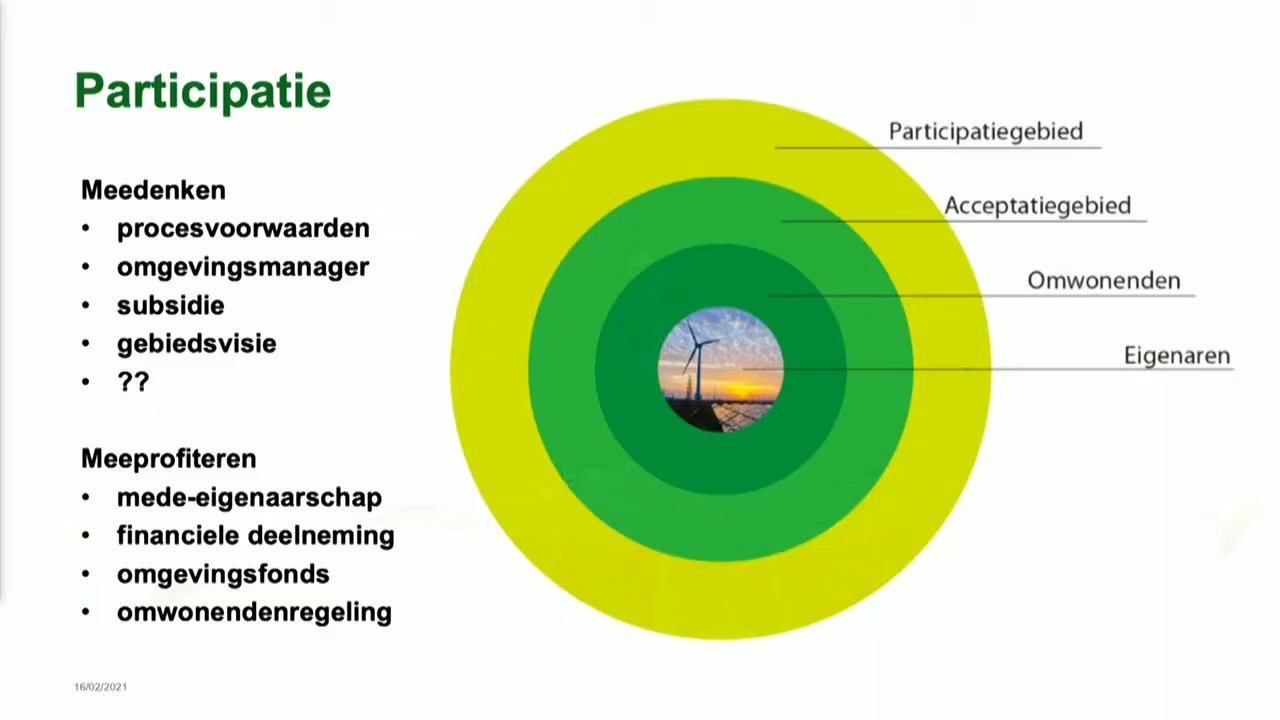 Participatie
Meedenken
• procesvoorwaarden
• omgevingsmanager
• subsidie
• gebiedsvisie
• ??
Meeprofiteren
• mede-eigenaarschap
• financiele deelneming
• omgevingsfonds
• omwonendenregeling
Participatiegebied
Acceptatiegebied
Omwonenden
Eigenaren
16/02/2021